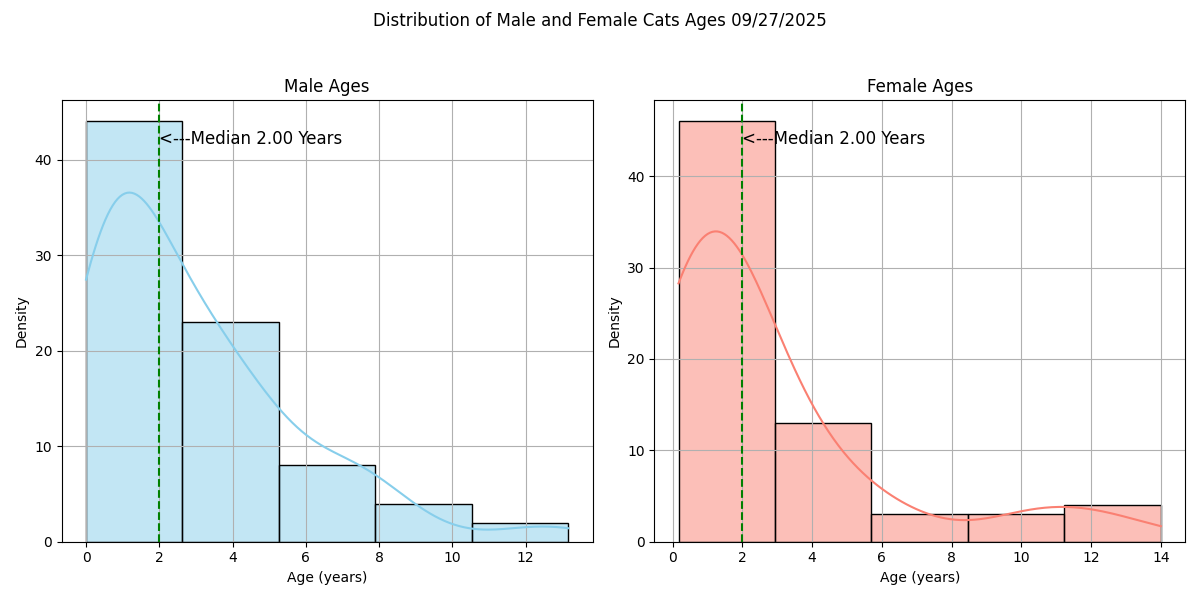 Distribution of Male and Female Cats Ages 09/27/2025
Male Ages
<---Median 2.00 Years
Density
40
30
20
10
0
0 2 4 6 8 10 12
Age (years)
Female Ages
<---Median 2.00 Years
Density
40
30
20
10
0
0 2 4 6 8 10 12 14
Age (years)